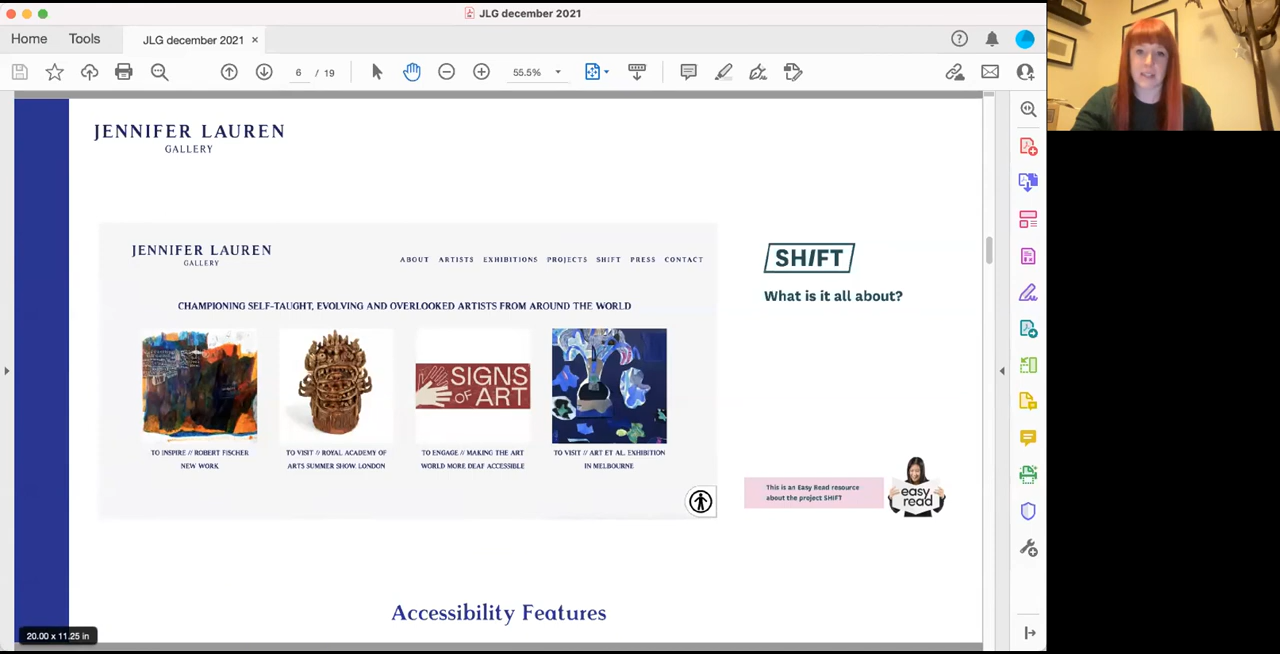 JLG december 2021
Home
Tools
JLG december 2021 ×
6 / 19
55.5%
JENNIFER LAUREN
GALLERY
JENNIFER LAUREN
GALLERY
ABOUT ARTISTS EXHIBITIONS PROJECTS SHIFT PRESS CONTACT
CHAMPIONING SELF-TAUGHT, EVOLVING AND OVERLOOKED ARTISTS FROM AROUND THE WORLD
SIGNS
OF ART
TO INSPIRE // ROBERT FISCHER
NEW WORK
TO VISIT // ROYAL ACADEMY OF
ARTS SUMMER SHOW, LONDON
TO ENGAGE // MAKING THE ART
WORLD MORE DEAF ACCESSIBLE
TO VISIT // ART ET AL. EXHIBITION
IN MELBOURNE
SHIFT
What is it all about?
This is an Easy Read resource
about the project SHIFT
easy
read
Accessibility Features
20.00 x 11.25 in